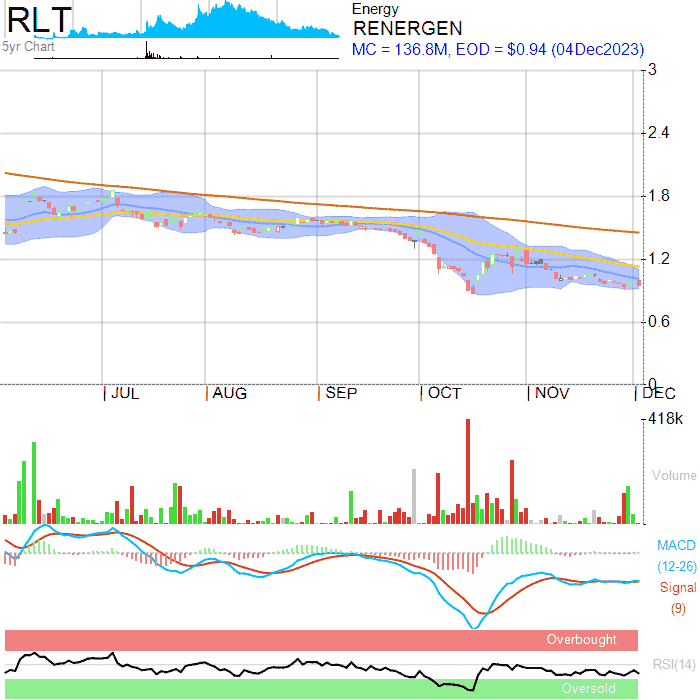 RLT
5yr Chart
Energy
RENERGEN
MC = 136.8M, EOD = $0.94 (04Dec2023)
3
2.4
1.8
1.2
0.6
0
JUL
AUG
SEP
OCT
NOV
DEC
418k
Volume
MACD
(12-26)
Signal
(9)
Overbought
RSI(14)
Oversold